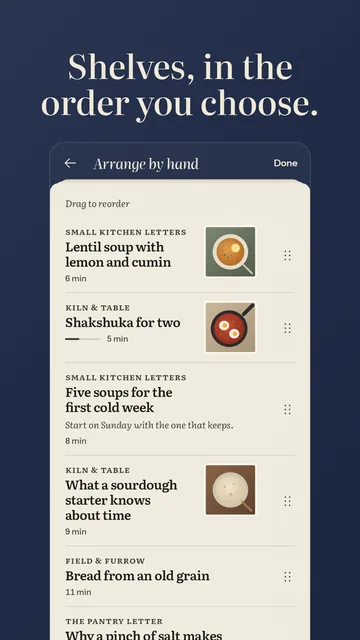 Shelves, in the
order you choose.
Arrange by hand
Done
Drag to reorder
SMALL KITCHEN LETTERS
Lentil soup with
lemon and cumin
6 min
KILN & TABLE
Shakshuka for two
5 min
SMALL KITCHEN LETTERS
Five soups for the
first cold week
Start on Sunday with the one that keeps.
8 min
KILN & TABLE
What a sourdough
starter knows
about time
9 min
FIELD & FURROW
Bread from an old grain
11 min
THE PANTRY LETTER
Why a pinch of salt makes